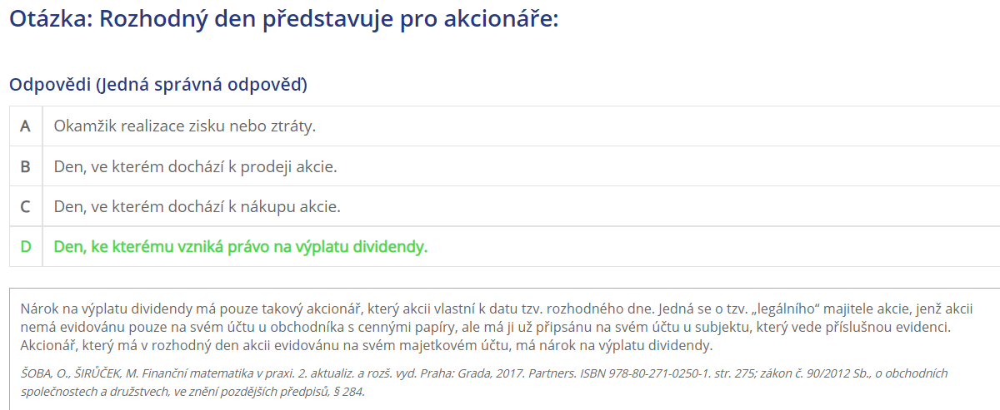 Otázka: Rozhodný den představuje pro akcionáře:
Odpovědi (Jedná správná odpověď)
A Okamžik realizace zisku nebo ztráty.
B Den, ve kterém dochází k prodeji akcie.
C Den, ve kterém dochází k nákupu akcie.
D Den, ke kterému vzniká právo na výplatu dividendy.
Nárok na výplatu dividendy má pouze takový akcionář, který akcii vlastní k datu tzv. rozhodného dne. Jedná se o tzv. „legálního“ majitele akcie, jenž akcii
nemá evidovánu pouze na svém účtu u obchodníka s cennými papíry, ale má ji už připsánu na svém účtu u subjektu, který vede příslušnou evidenci.
Akcionář, který má v rozhodný den akcii evidovánu na svém majetkovém účtu, má nárok na výplatu dividendy.
ŠOBA, O., ŠIRŮČEK, M. Finanční matematika v praxi. 2. aktualiz. a rozš. vyd. Praha: Grada, 2017. Partners. ISBN 978-80-271-0250-1. str. 275; zákon č. 90/2012 Sb., o obchodních
společnostech a družstvech, ve znění pozdějších předpisů, § 284.